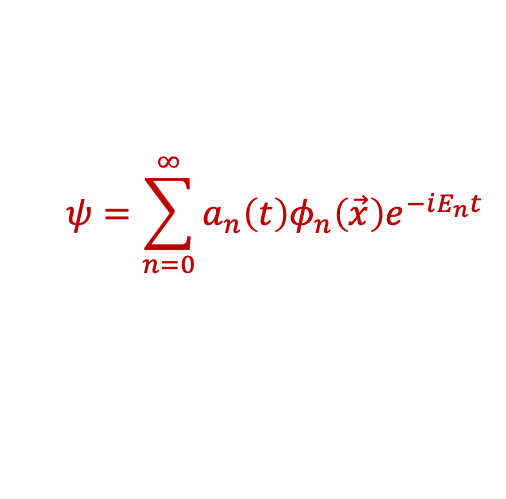 ψ = ∑_{n=0}^{∞} a_n(t)ϕ_n(x⃗)e^{−iE_n t}